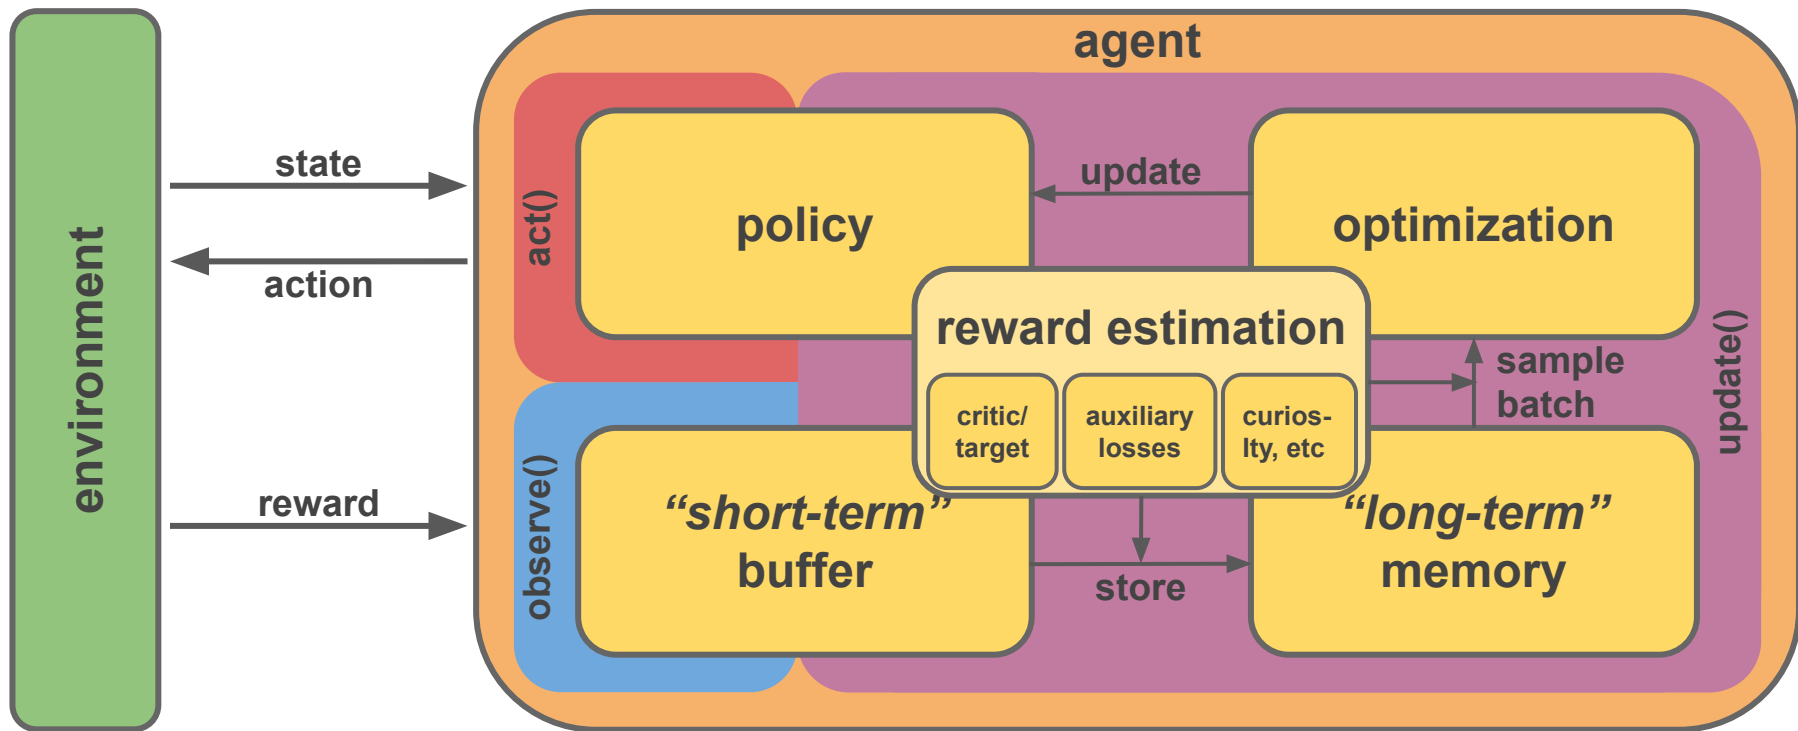 agent
environment
state
action
reward
act()
observe()
update()
policy
update
optimization
reward estimation
critic/
target
auxiliary
losses
curios-
lty, etc
sample
batch
“short-term”
buffer
store
“long-term”
memory